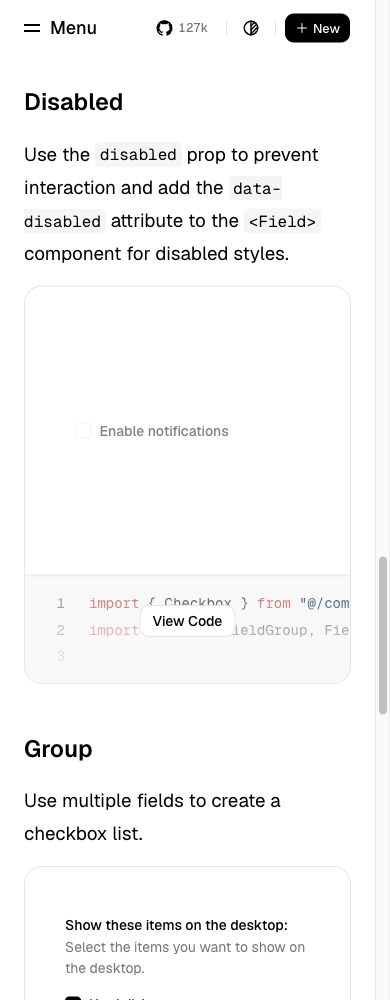 Menu 127k + New
Disabled
Use the disabled prop to prevent
interaction and add the data-
disabled attribute to the <Field>
component for disabled styles.
Enable notifications
1 import { Checkbox } from "@/com
2 import ieldGroup, Fie
View Code
3
Group
Use multiple fields to create a
checkbox list.
Show these items on the desktop:
Select the items you want to show on
the desktop.